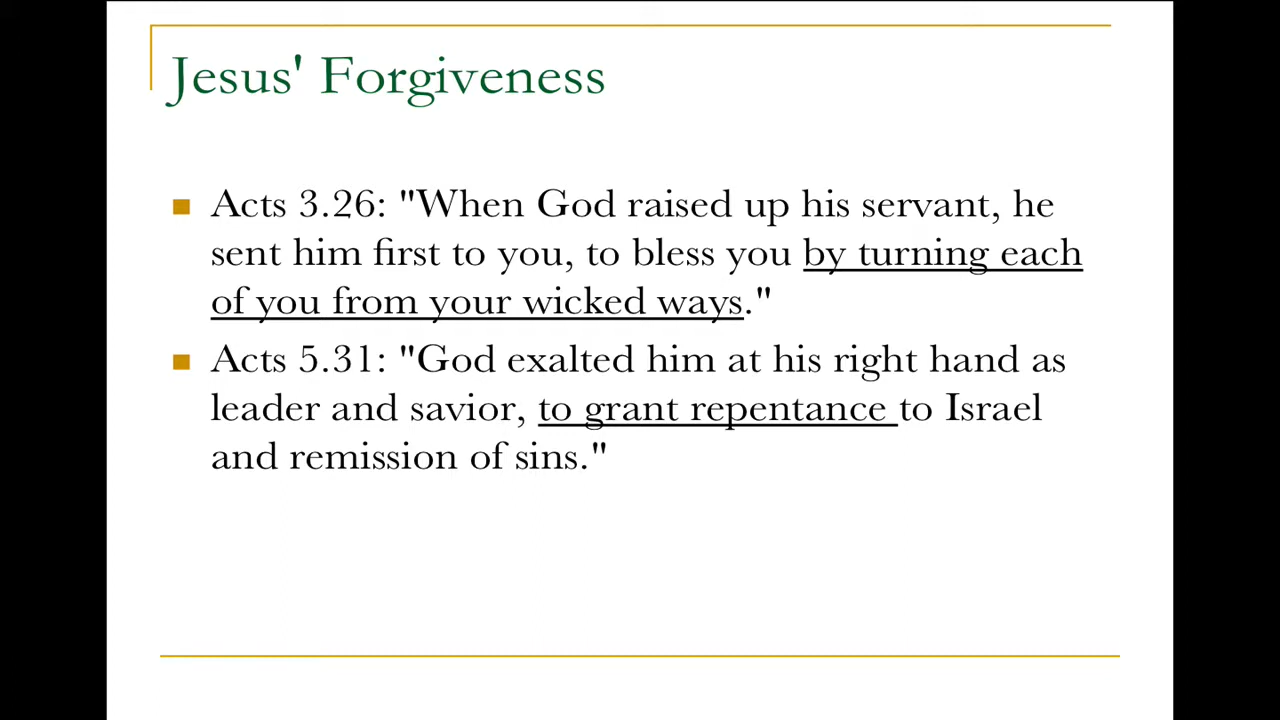 Jesus' Forgiveness
Acts 3.26: "When God raised up his servant, he
sent him first to you, to bless you by turning each
of you from your wicked ways."
Acts 5.31: "God exalted him at his right hand as
leader and savior, to grant repentance to Israel
and remission of sins."